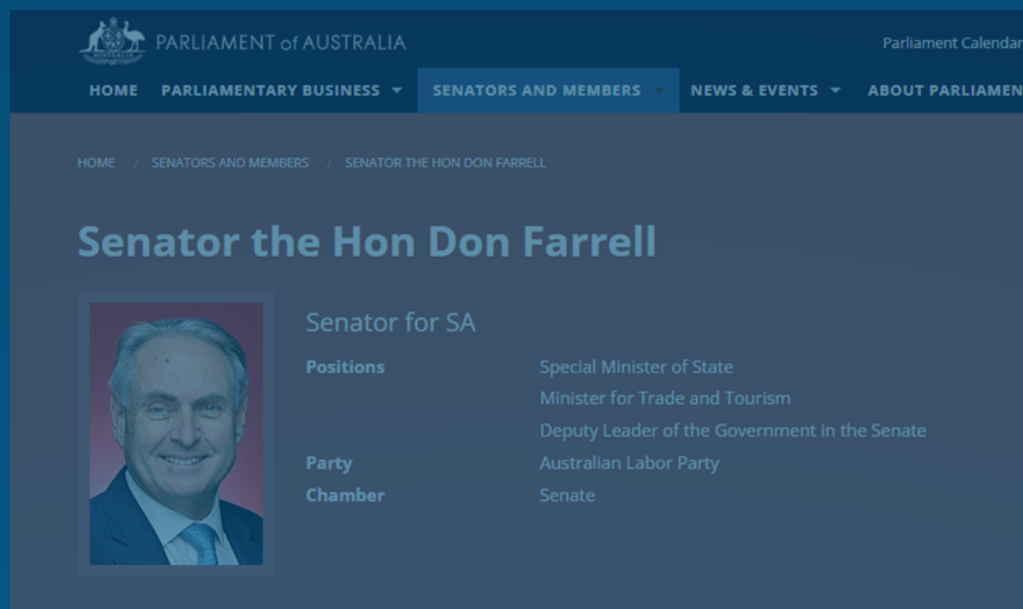 PARLIAMENT of AUSTRALIA
Parliament Calendar
HOME PARLIAMENTARY BUSINESS SENATORS AND MEMBERS NEWS & EVENTS ABOUT PARLIAMEN
HOME / SENATORS AND MEMBERS / SENATOR THE HON DON FARRELL
Senator the Hon Don Farrell
Senator for SA
Positions Special Minister of State
Minister for Trade and Tourism
Deputy Leader of the Government in the Senate
Party Australian Labor Party
Chamber Senate